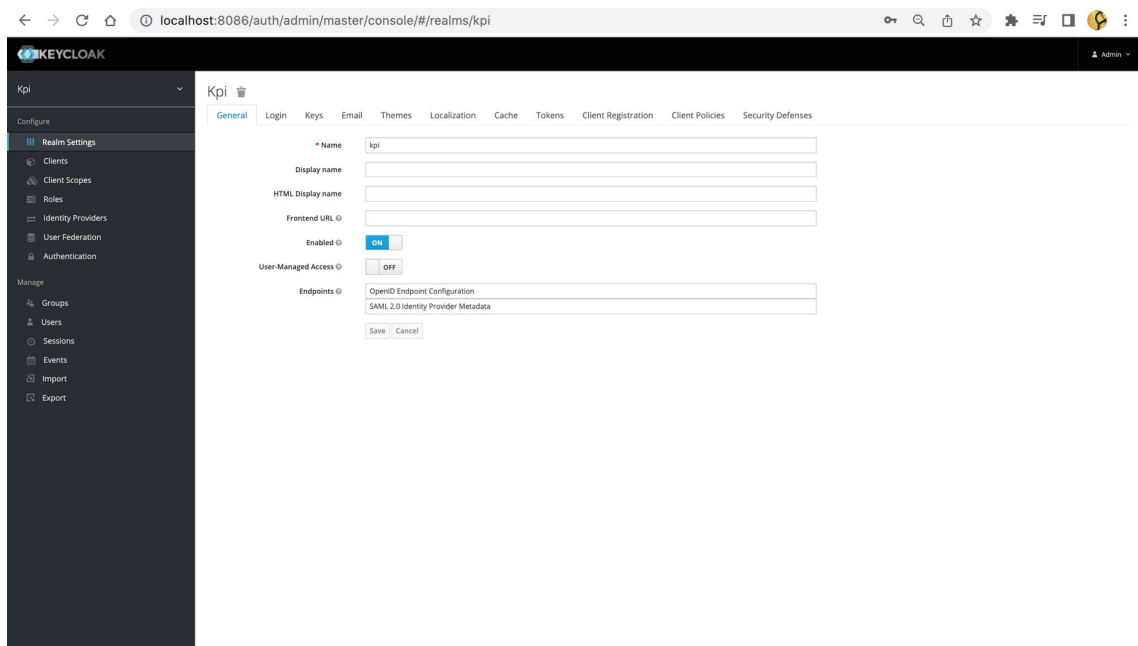 localhost:8086/auth/admin/master/console/#/realms/kpi
KEYCLOAK
Admin
Kpi
Configure
Realm Settings
Clients
Client Scopes
Roles
Identity Providers
User Federation
Authentication
Manage
Groups
Users
Sessions
Events
Import
Export
Kpi
General Login Keys Email Themes Localization Cache Tokens Client Registration Client Policies Security Defenses
* Name kpi
Display name
HTML Display name
Frontend URL
Enabled ON
User-Managed Access OFF
Endpoints OpenID Endpoint Configuration
SAML 2.0 Identity Provider Metadata
Save Cancel